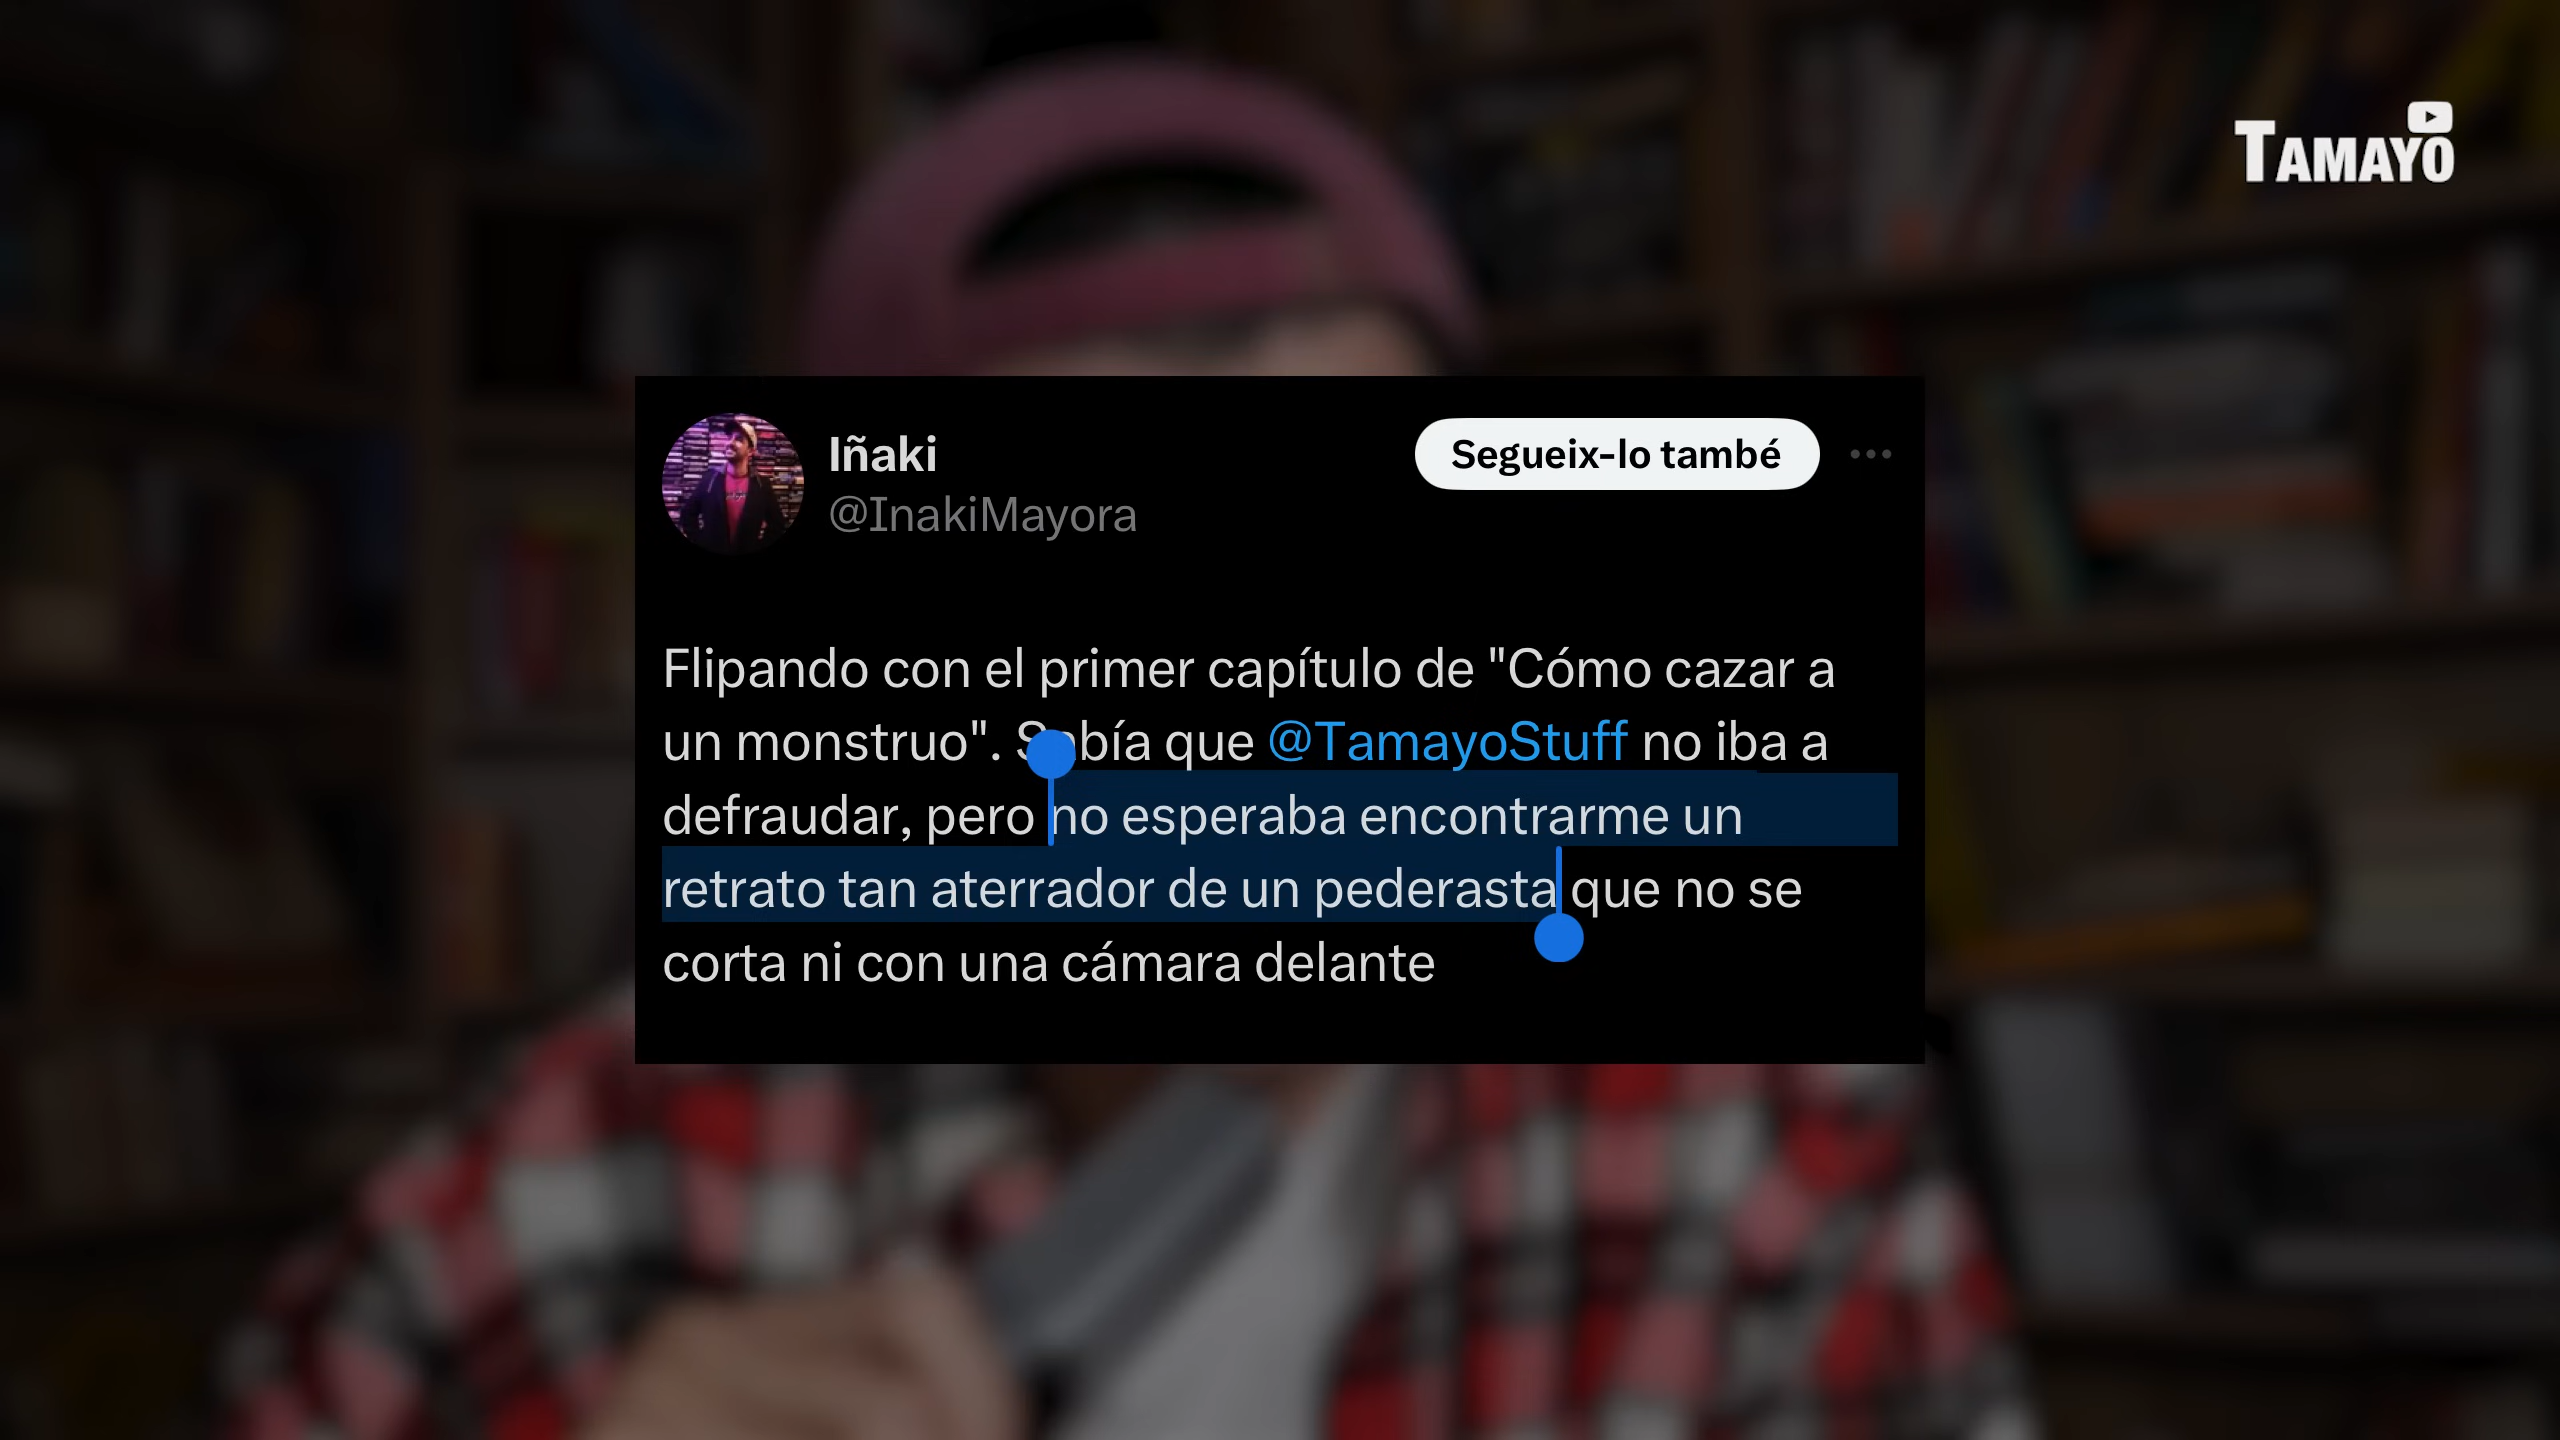 TAMAYO
Iñaki
Segueix-lo també
@InakiMayora
Flipando con el primer capítulo de "Cómo cazar a
un monstruo". Sabía que @TamayoStuff no iba a
defraudar, pero no esperaba encontrarme un
retrato tan aterrador de un pederasta que no se
corta ni con una cámara delante